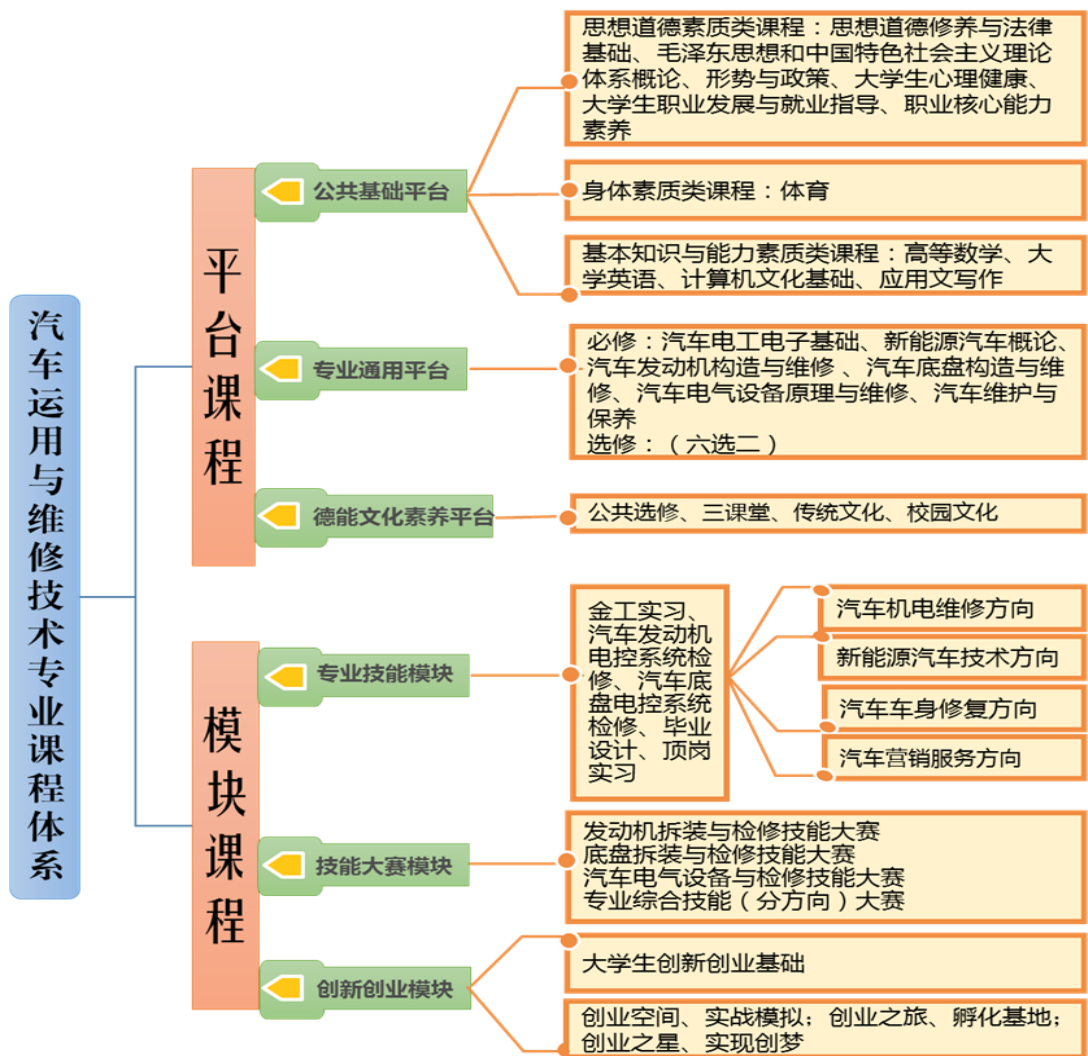 汽车运用与维修技术专业课程体系
平台课程
公共基础平台
思想道德素质类课程：思想道德修养与法律
基础、毛泽东思想和中国特色社会主义理论
体系概论、形势与政策、大学生心理健康、
大学生职业发展与就业指导、职业核心能力
素养
身体素质类课程：体育
基本知识与能力素质类课程：高等数学、大
学英语、计算机文化基础、应用文写作
专业通用平台
必修：汽车电工电子基础、新能源汽车概论、
汽车发动机构造与维修 、汽车底盘构造与维
修、汽车电气设备原理与维修、汽车维护与
保养
选修：（六选二）
德能文化素养平台
公共选修、三课堂、传统文化、校园文化
模块课程
专业技能模块
金工实习、
汽车发动机
电控系统检
修、汽车底
盘电控系统
检修、毕业
设计、顶岗
实习
汽车机电维修方向
新能源汽车技术方向
汽车车身修复方向
汽车营销服务方向
技能大赛模块
发动机拆装与检修技能大赛
底盘拆装与检修技能大赛
汽车电气设备与检修技能大赛
专业综合技能（分方向）大赛
创新创业模块
大学生创新创业基础
创业空间、实战模拟；创业之旅、孵化基地；
创业之星、实现创梦